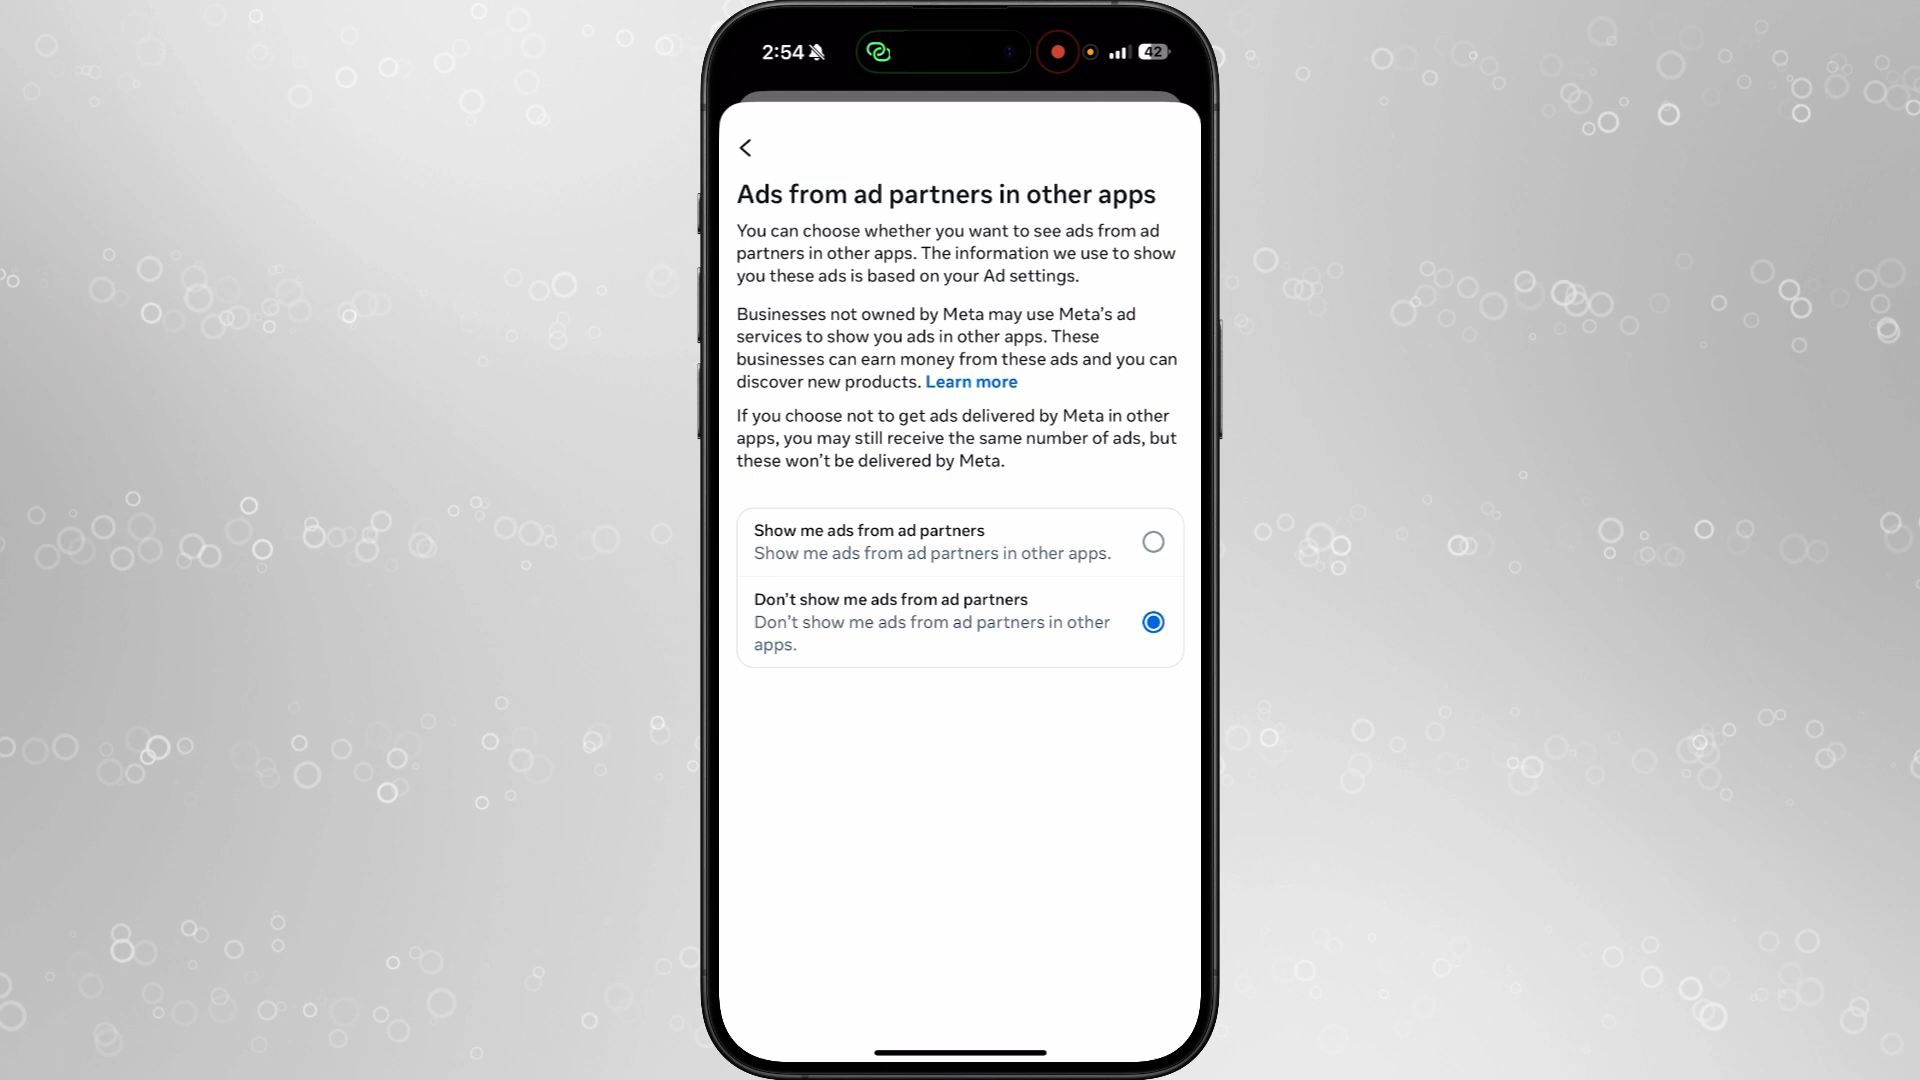 2:54
42
Ads from ad partners in other apps
You can choose whether you want to see ads from ad
partners in other apps. The information we use to show
you these ads is based on your Ad settings.
Businesses not owned by Meta may use Meta’s ad
services to show you ads in other apps. These
businesses can earn money from these ads and you can
discover new products. Learn more
If you choose not to get ads delivered by Meta in other
apps, you may still receive the same number of ads, but
these won’t be delivered by Meta.
Show me ads from ad partners
Show me ads from ad partners in other apps.
Don’t show me ads from ad partners
Don’t show me ads from ad partners in other
apps.